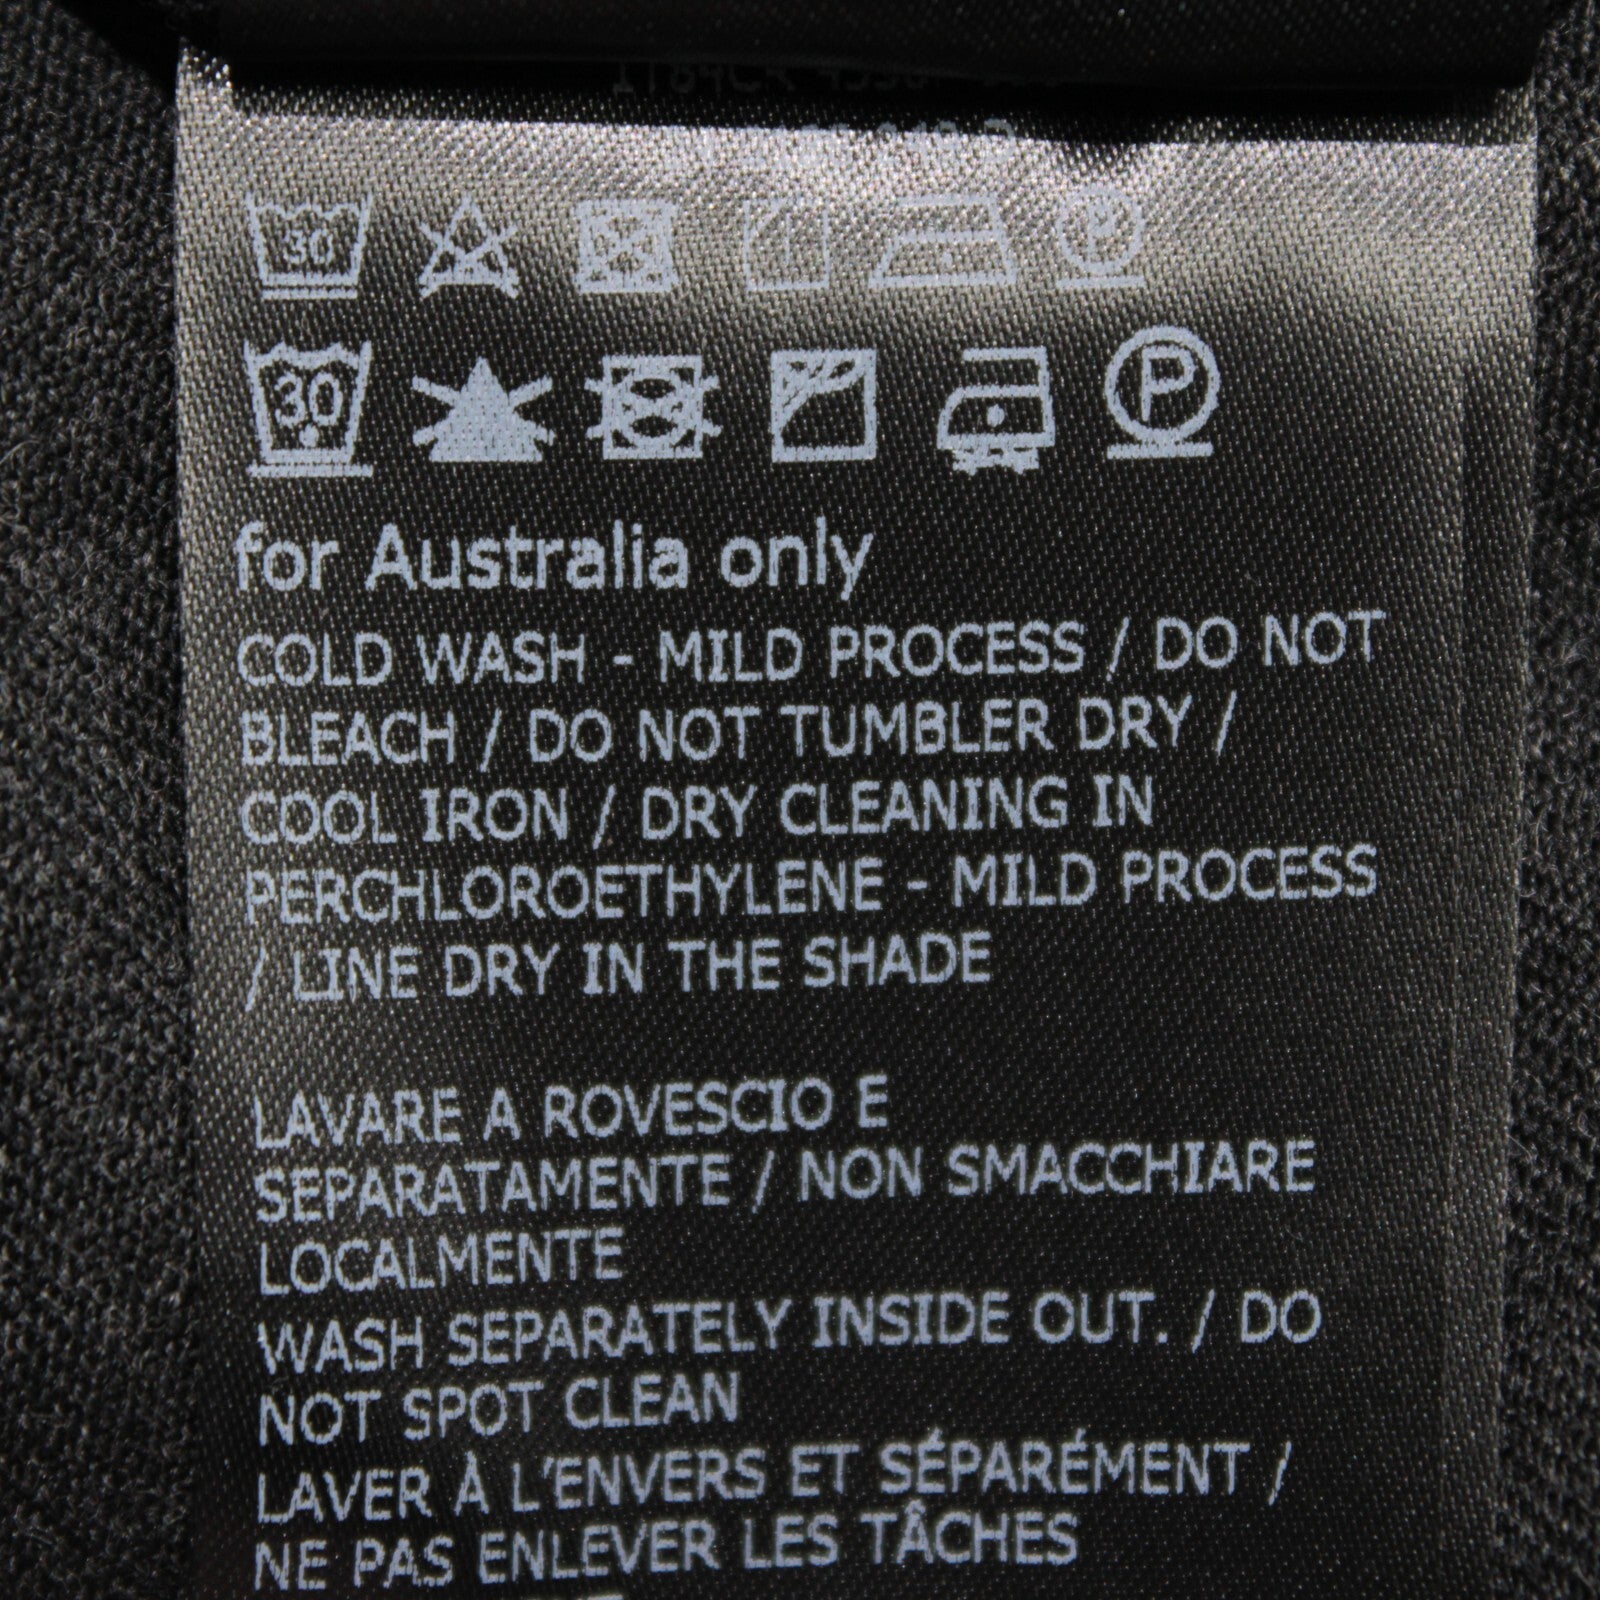 30 P
30 P
for Australia only
COLD WASH - MILD PROCESS / DO NOT
BLEACH / DO NOT TUMBLER DRY /
COOL IRON / DRY CLEANING IN
PERCHLOROETHYLENE - MILD PROCESS
/ LINE DRY IN THE SHADE
LAVARE A ROVESCIO E
SEPARATAMENTE / NON SMACCHIARE
LOCALMENTE
WASH SEPARATELY INSIDE OUT. / DO
NOT SPOT CLEAN
LAVER À L'ENVERS ET SÉPARÉMENT /
NE PAS ENLEVER LES TÂCHES